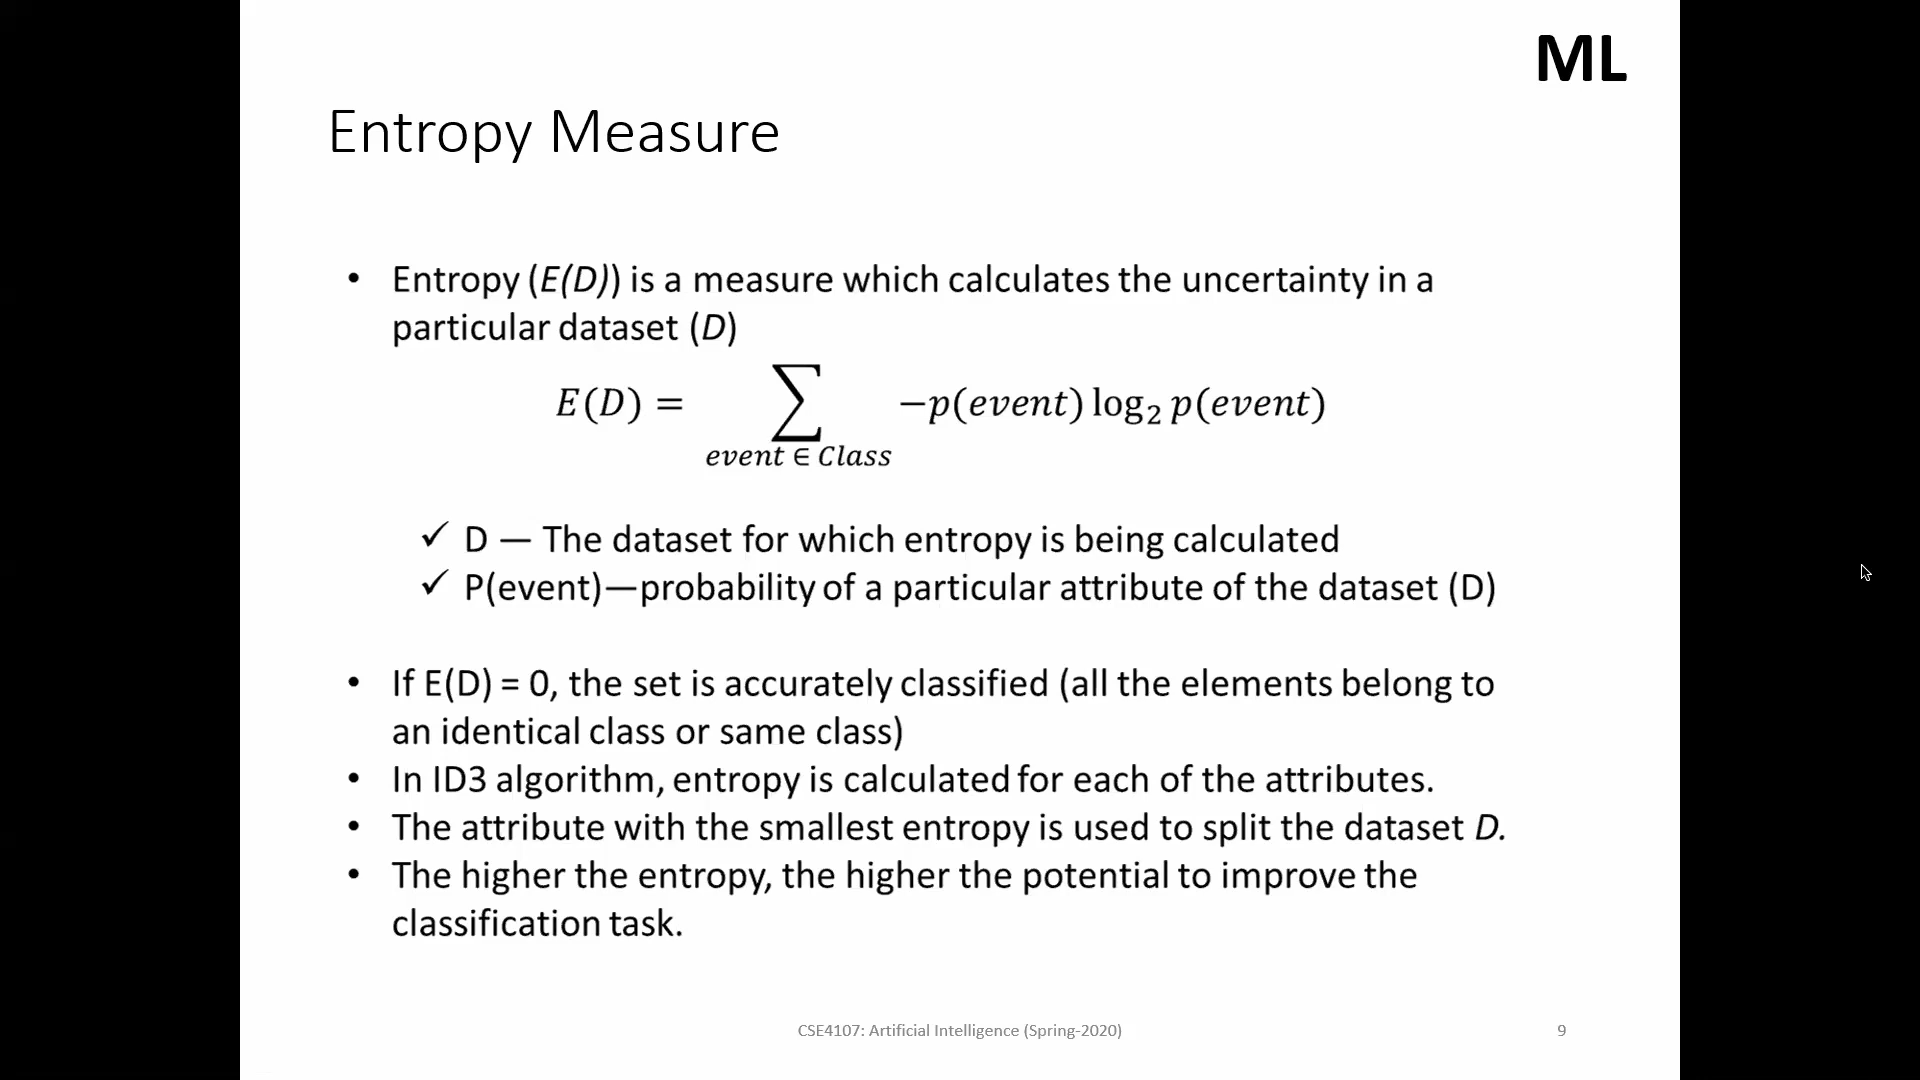 ML
Entropy Measure
• Entropy (E(D)) is a measure which calculates the uncertainty in a
particular dataset (D)
E(D) = ∑ −p(event) log₂ p(event)
event ∈ Class
✓ D — The dataset for which entropy is being calculated
✓ P(event)—probability of a particular attribute of the dataset (D)
• If E(D) = 0, the set is accurately classified (all the elements belong to
an identical class or same class)
• In ID3 algorithm, entropy is calculated for each of the attributes.
• The attribute with the smallest entropy is used to split the dataset D.
• The higher the entropy, the higher the potential to improve the
classification task.
CSE4107: Artificial Intelligence (Spring-2020)
9